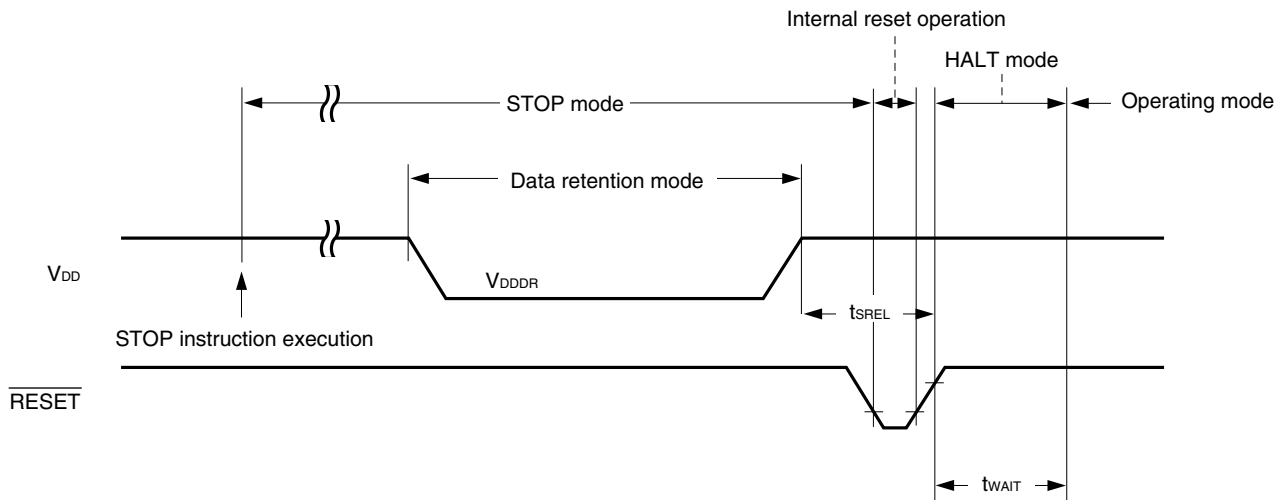 Internal reset operation
HALT mode
STOP mode
Operating mode
Data retention mode
VDD
VDDDR
tSREL
STOP instruction execution
RESET
tWAIT